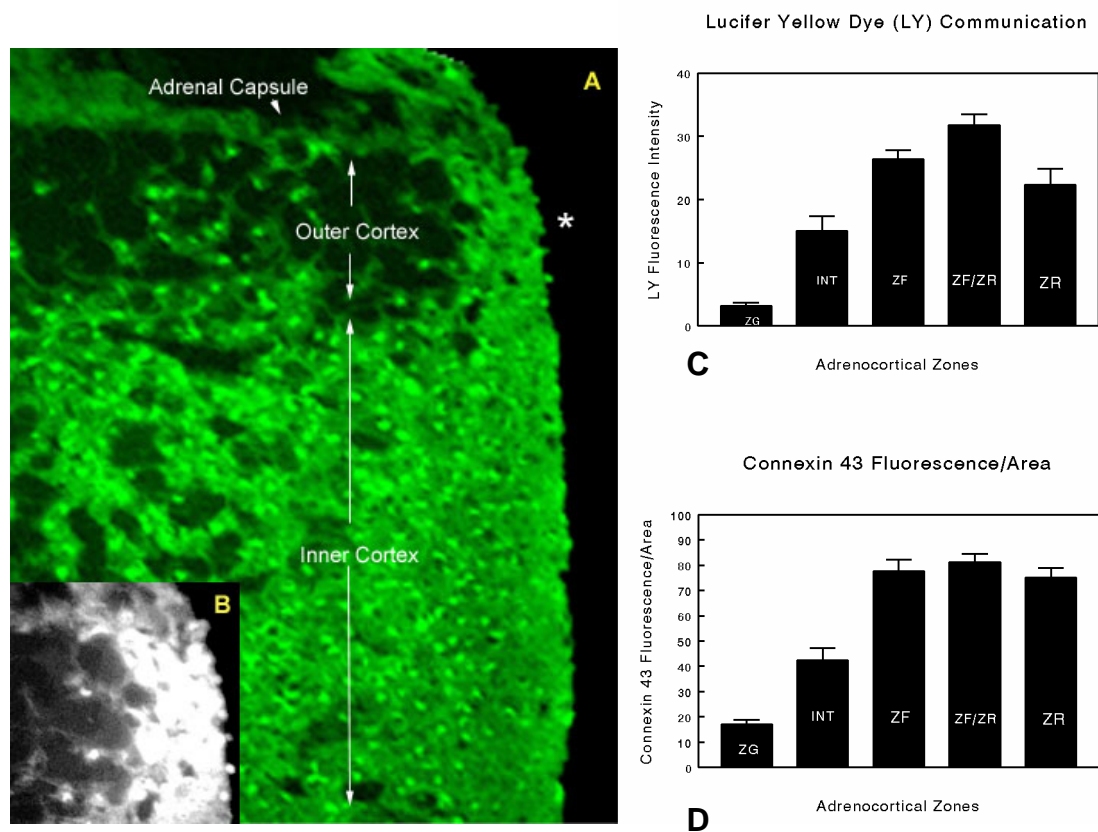 A
Adrenal Capsule
Outer Cortex
*
Inner Cortex
B
Lucifer Yellow Dye (LY) Communication
LY Fluorescence Intensity
40
30
20
10
0
ZG
INT
ZF
ZF/ZR
ZR
C
Adrenocortical Zones
Connexin 43 Fluorescence/Area
Connexin 43 Fluorescence/Area
100
90
80
70
60
50
40
30
20
10
0
ZG
INT
ZF
ZF/ZR
ZR
D
Adrenocortical Zones